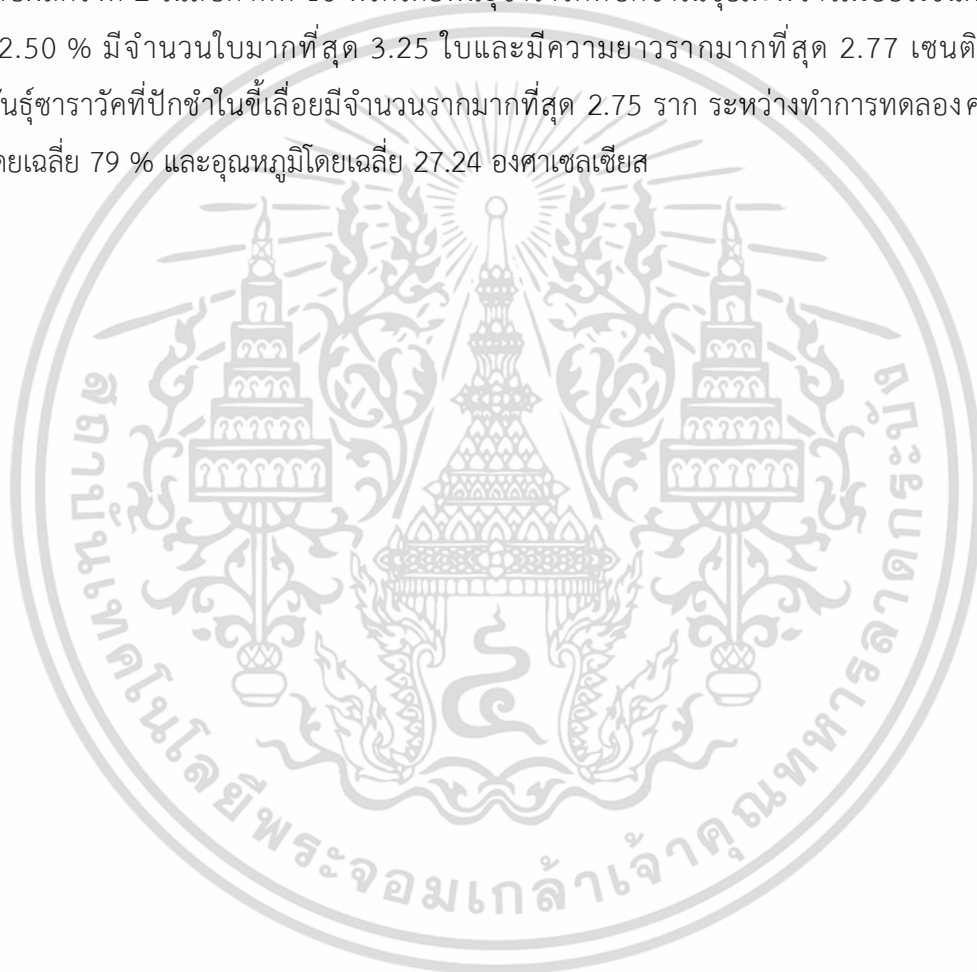 2.50 % มีจำนวนใบมากที่สุด 3.25 ใบและมีความยาวรากมากที่สุด 2.77 เซนติ
พันธุ์ซาราวัคที่ปักชำในขี้เลื่อยมีจำนวนรากมากที่สุด 2.75 ราก ระหว่างทำการทดลอง
โดยเฉลี่ย 79 % และอุณหภูมิโดยเฉลี่ย 27.24 องศาเซลเซียส
สถาบันเทคโนโลยีพระจอมเกล้าเจ้าคุณทหารลาดกระบัง